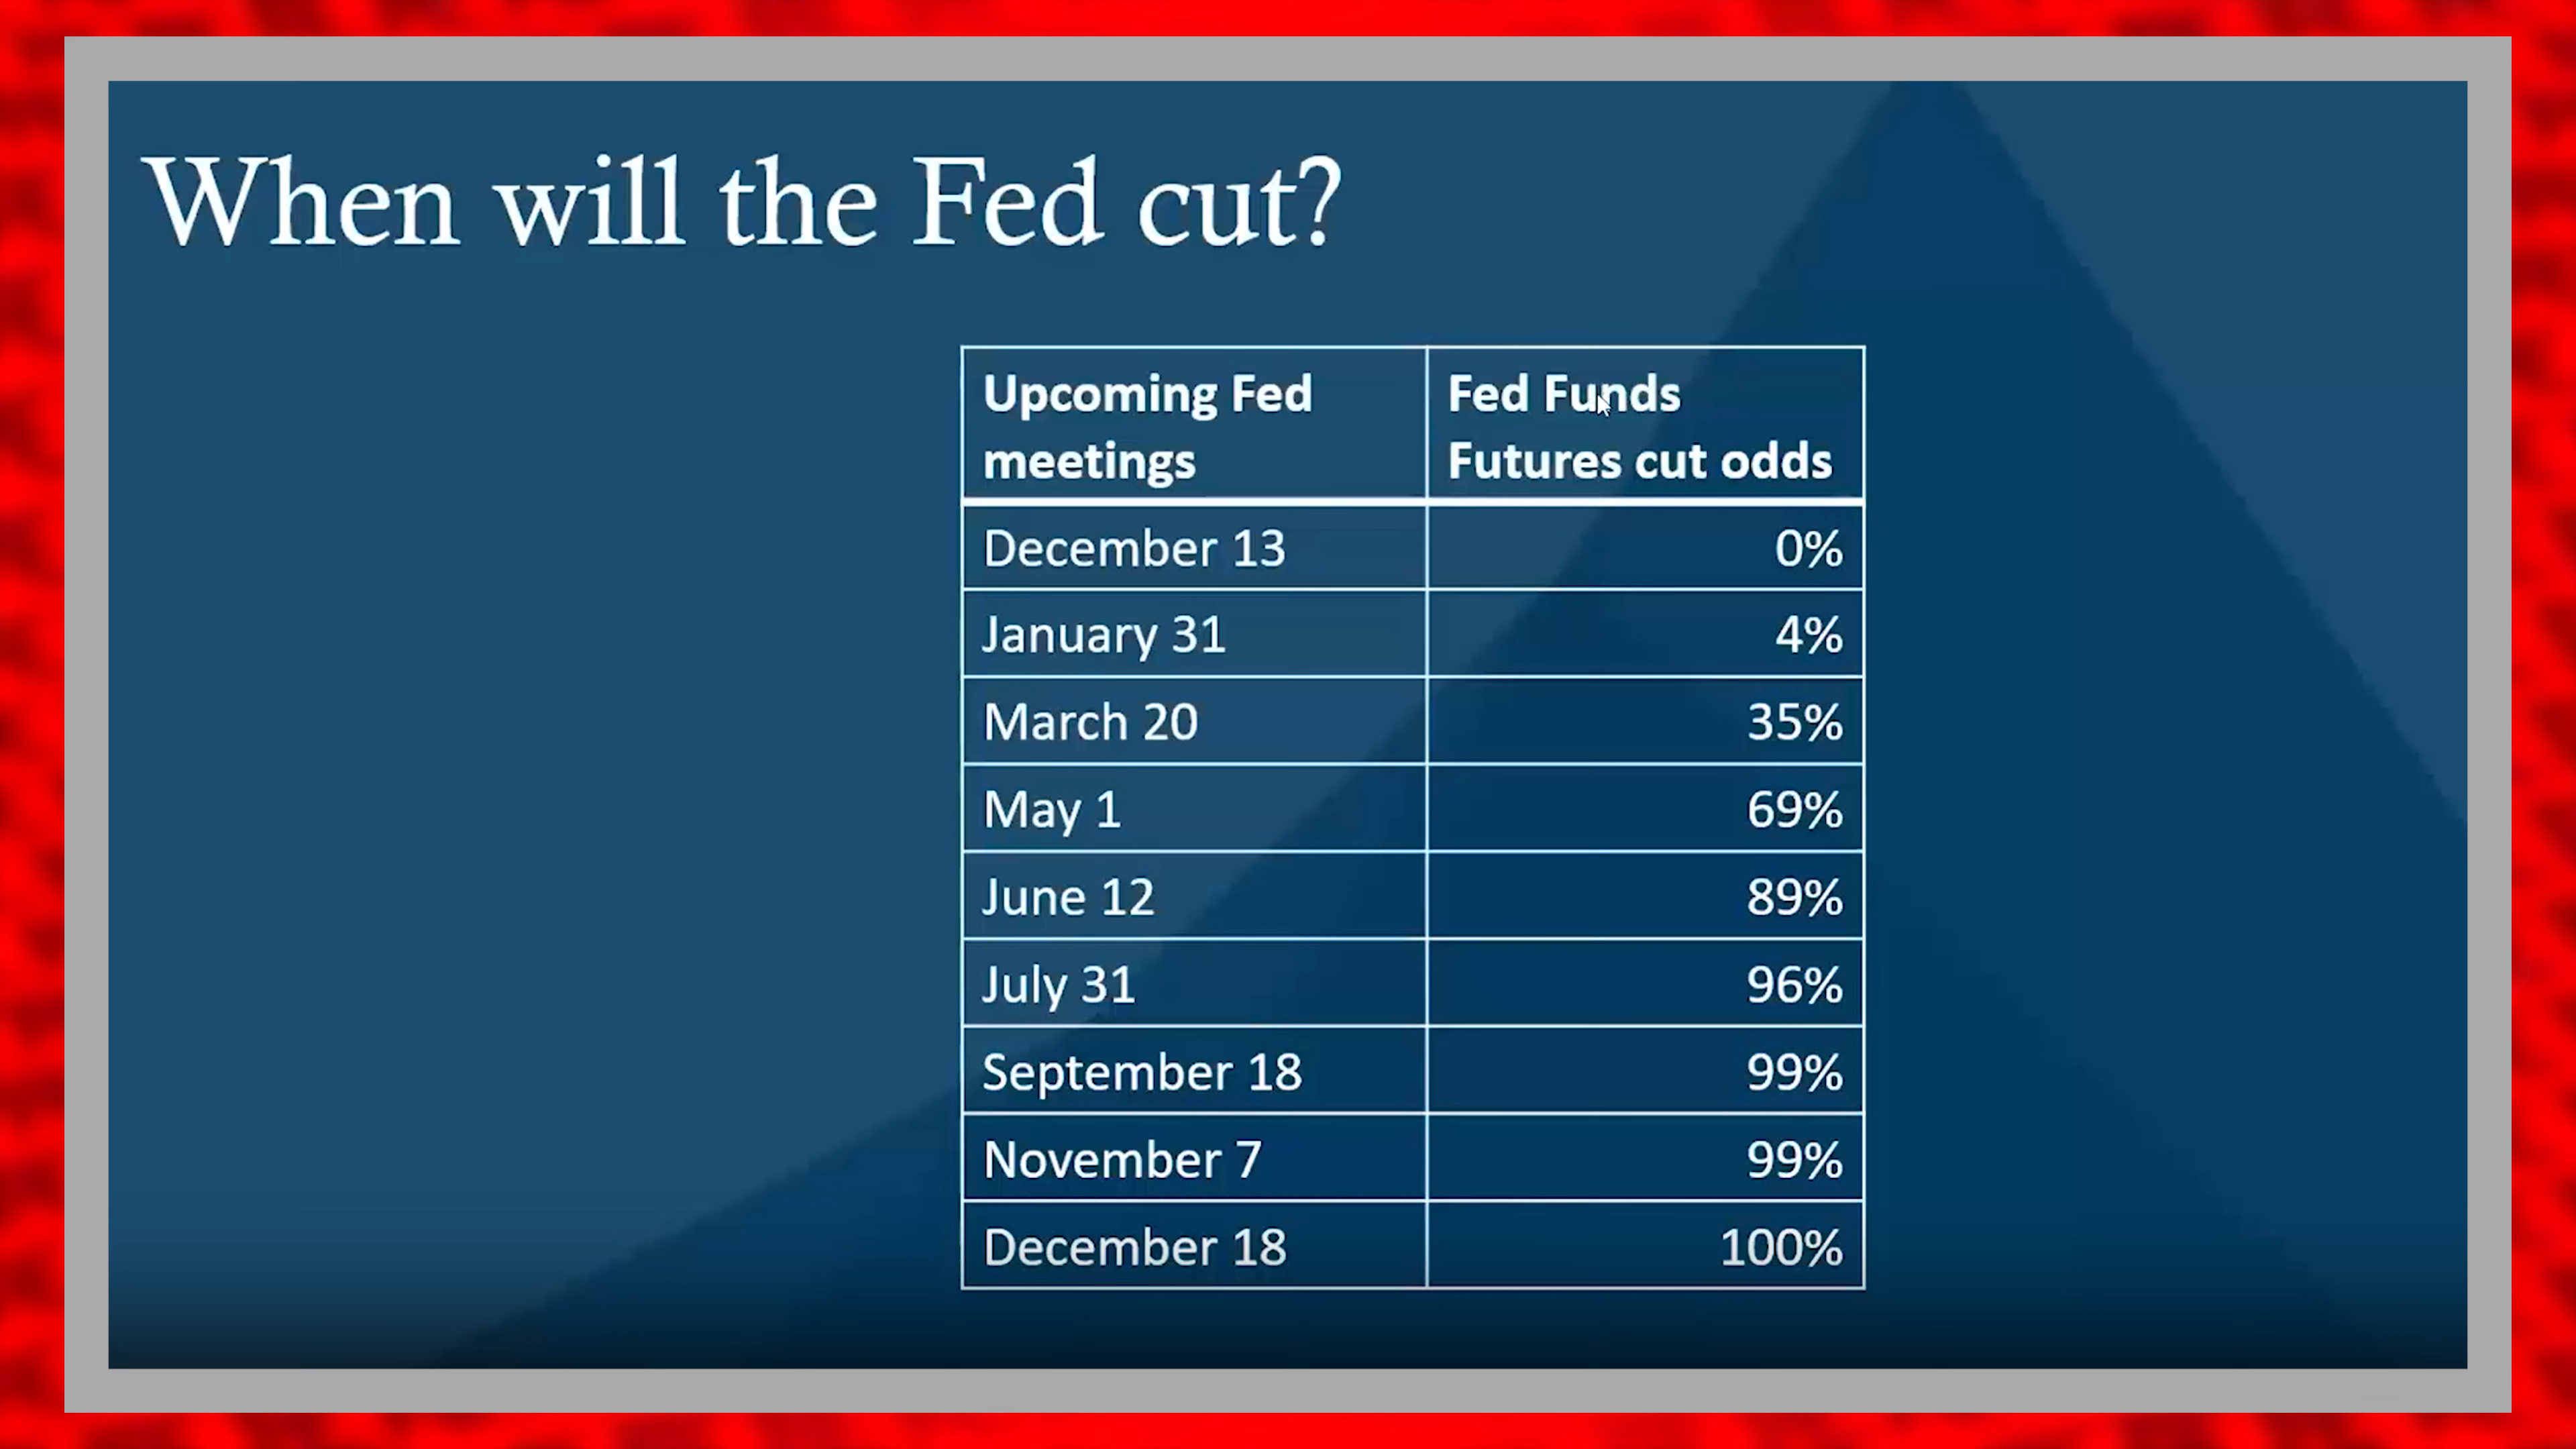 When will the Fed cut?
Upcoming Fed
meetings
Fed Funds
Futures cut odds
December 13
0%
January 31
4%
March 20
35%
May 1
69%
June 12
89%
July 31
96%
September 18
99%
November 7
99%
December 18
100%